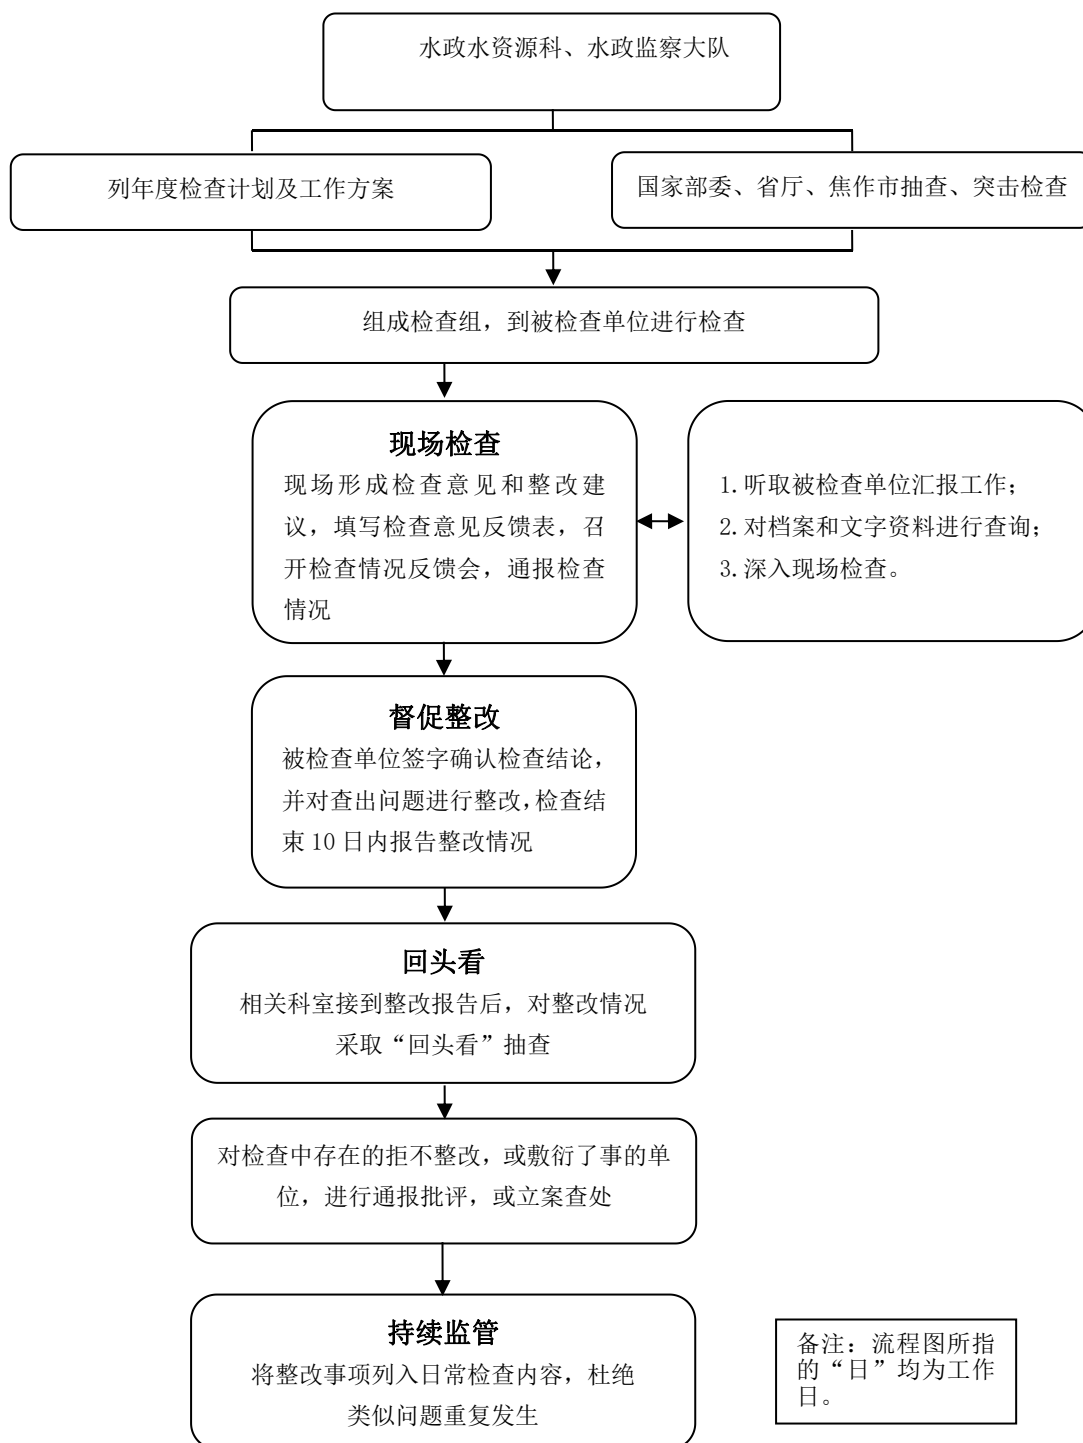 水政水资源科、水政监察大队
列年度检查计划及工作方案
国家部委、省厅、焦作市抽查、突击检查
组成检查组，到被检查单位进行检查
现场检查
现场形成检查意见和整改建
议，填写检查意见反馈表，召
开检查情况反馈会，通报检查
情况
1.听取被检查单位汇报工作；
2.对档案和文字资料进行查询；
3.深入现场检查。
督促整改
被检查单位签字确认检查结论，
并对查出问题进行整改，检查结
束 10 日内报告整改情况
回头看
相关科室接到整改报告后，对整改情况
采取“回头看”抽查
对检查中存在的拒不整改，或敷衍了事的单
位，进行通报批评，或立案查处
持续监管
将整改事项列入日常检查内容，杜绝
类似问题重复发生
备注：流程图所指
的“日”均为工作
日。